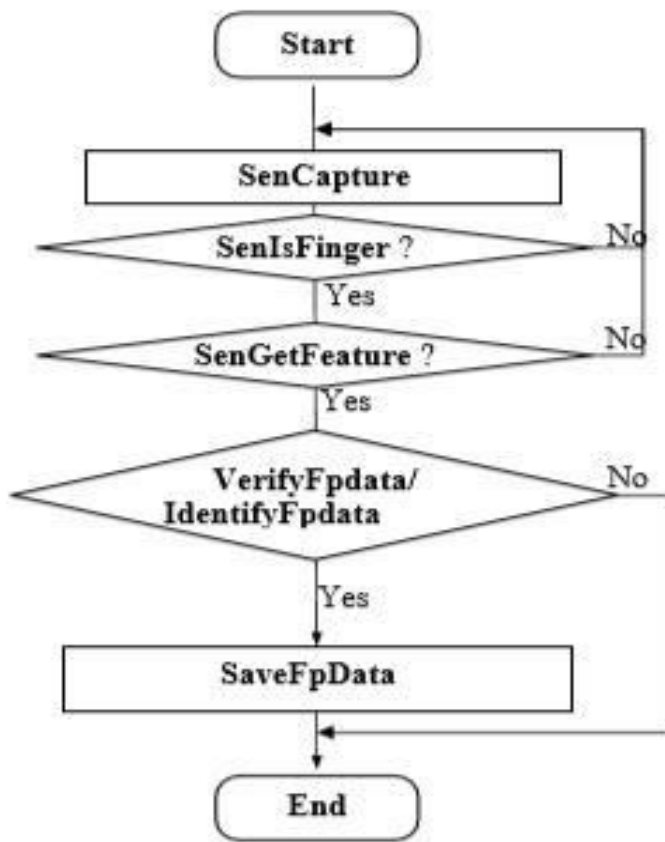 Start
SenCapture
SenIsFinger ?
No
Yes
SenGetFeature ?
No
Yes
VerifyFpdata/
IdentifyFpdata
No
Yes
SaveFpData
End